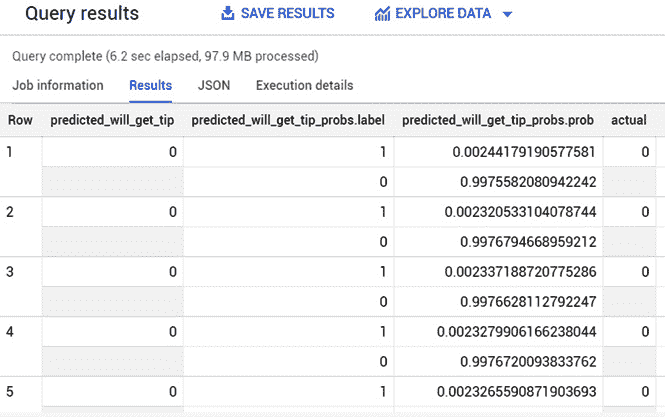 Query results SAVE RESULTS EXPLORE DATA
Query complete (6.2 sec elapsed, 97.9 MB processed)
Job information Results JSON Execution details
Row predicted_will_get_tip predicted_will_get_tip_probs.label predicted_will_get_tip_probs.prob actual
1 0 1 0.00244179190577581 0
0 0.9975582080942242
2 0 1 0.002320533104078744 0
0 0.9976794668959212
3 0 1 0.002337188720775286 0
0 0.9976628112792247
4 0 1 0.0023279906166238044 0
0 0.9976720093833762
5 0 1 0.0023265590871903693 0